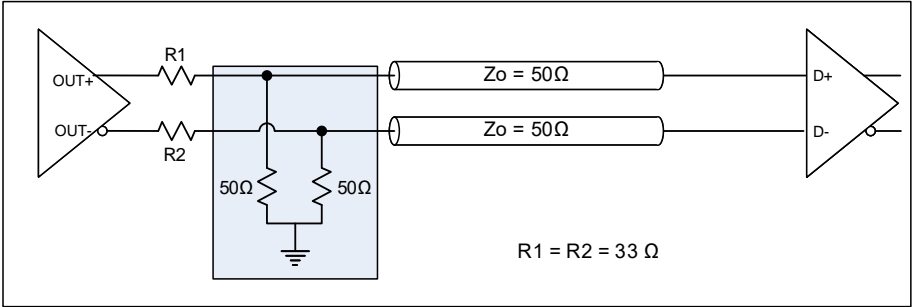 R1
OUT+
Zo = 50Ω
D+
OUT-
Zo = 50Ω
D-
R2
50Ω
50Ω
R1 = R2 = 33 Ω